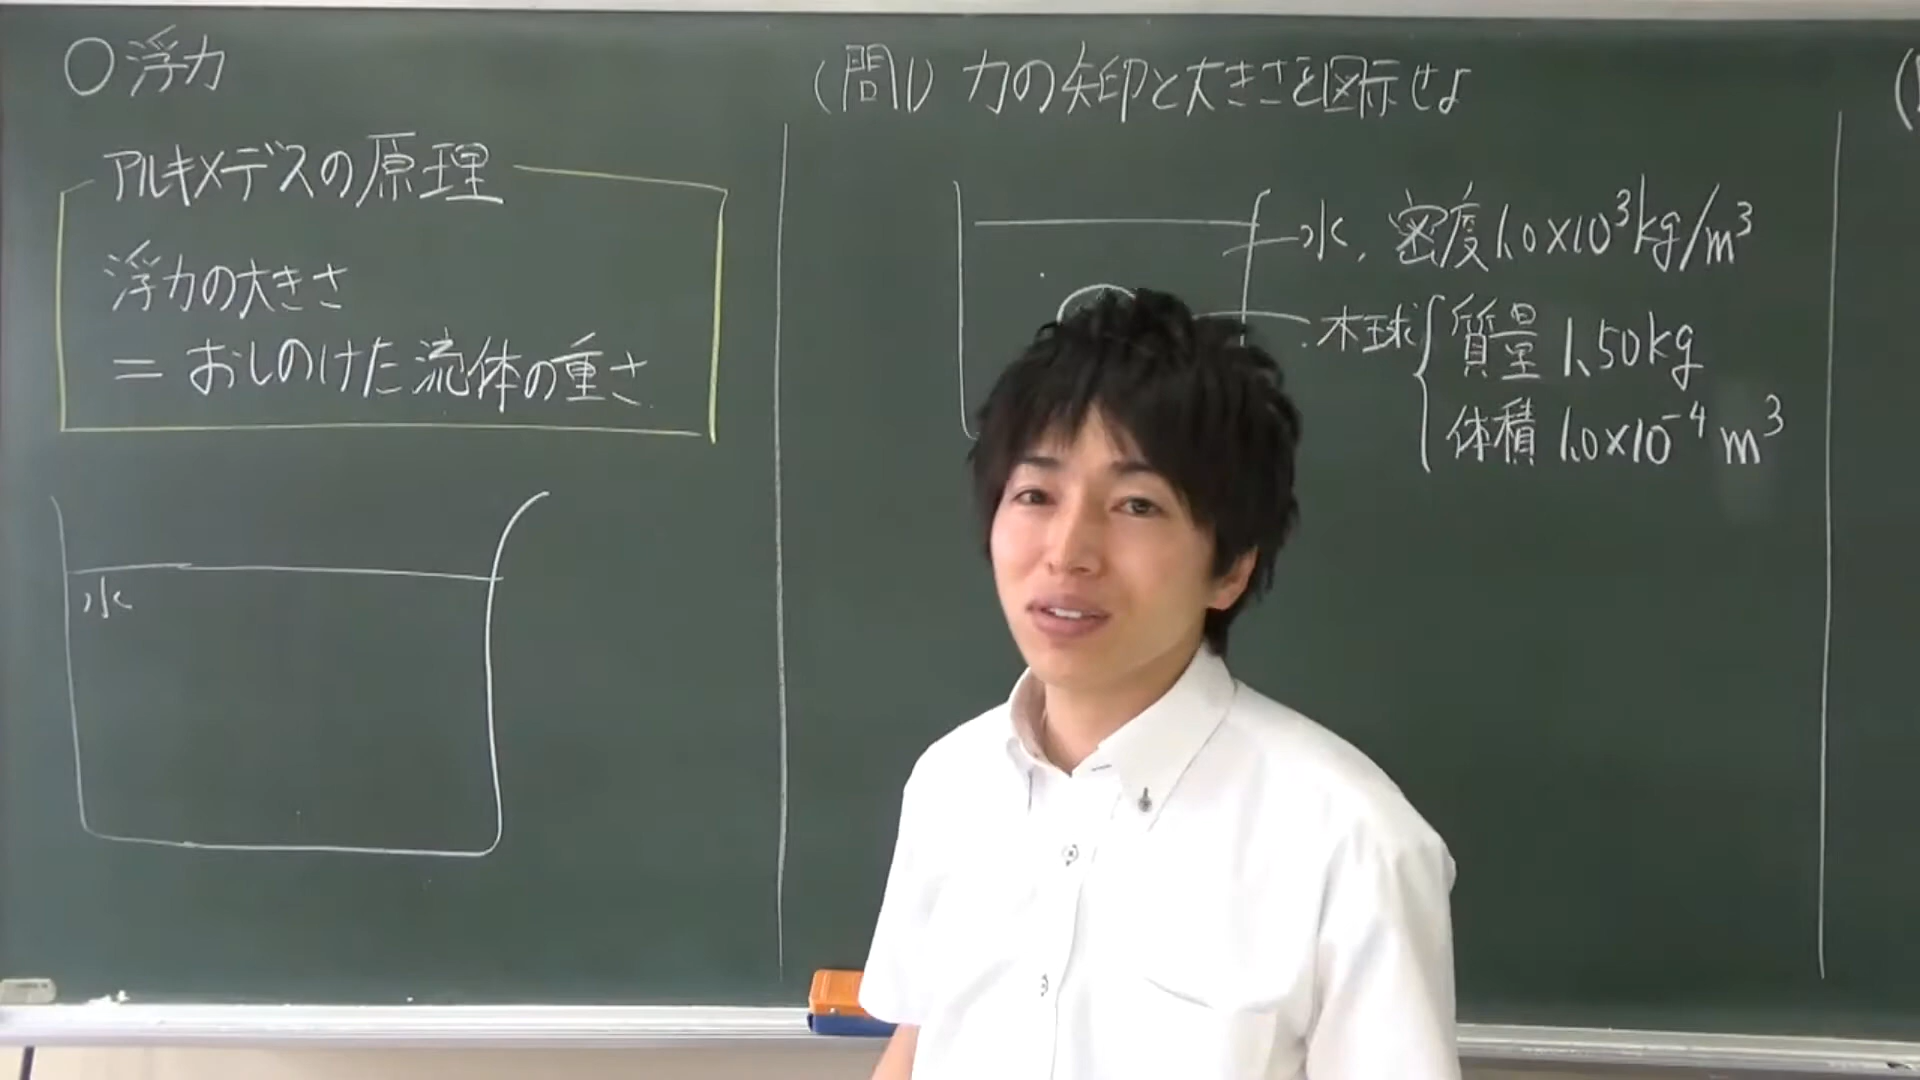 ○浮力
アルキメデスの原理
浮力の大きさ
＝おしのけた流体の重さ
水
(問1) 力の矢印と大きさを図示せよ
水、密度1.0×10³kg/m³
木球{質量 1.50kg
体積 1.0×10⁻⁴ m³